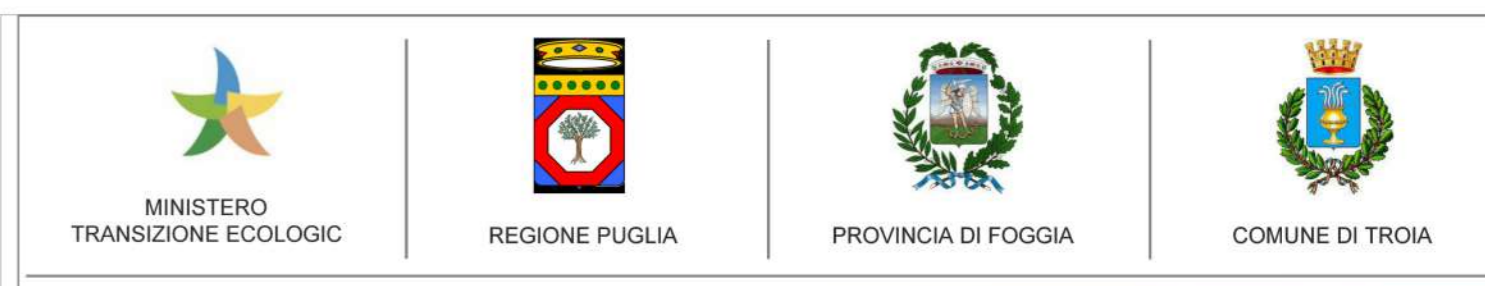 MINISTERO
TRANSIZIONE ECOLOGIC
REGIONE PUGLIA
PROVINCIA DI FOGGIA
COMUNE DI TROIA